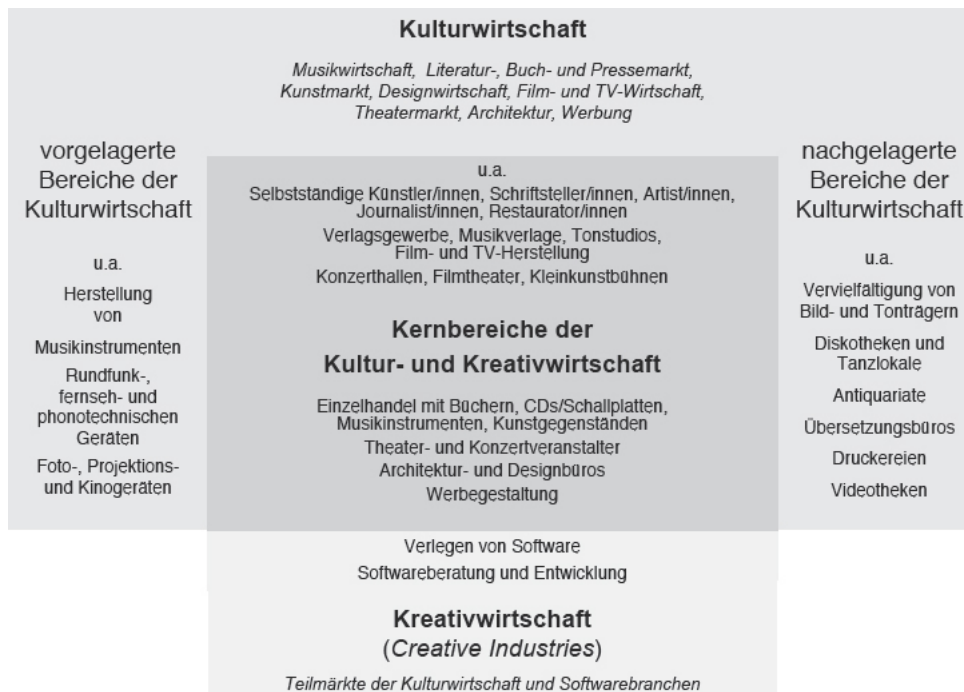 Kulturwirtschaft
Musikwirtschaft, Literatur-, Buch- und Pressemarkt,
Kunstmarkt, Designwirtschaft, Film- und TV-Wirtschaft,
Theatermarkt, Architektur, Werbung
vorgelagerte
Bereiche der
Kulturwirtschaft
u.a.
Herstellung
von
Musikinstrumenten
Rundfunk-,
fernseh- und
phonotechnischen
Geräten
Foto-, Projektions-
und Kinogeräten
u.a.
Selbstständige Künstler/innen, Schriftsteller/innen, Artist/innen,
Journalist/innen, Restaurator/innen
Verlagsgewerbe, Musikverlage, Tonstudios,
Film- und TV-Herstellung
Konzerthallen, Filmtheater, Kleinkunstbühnen
Kernbereiche der
Kultur- und Kreativwirtschaft
Einzelhandel mit Büchern, CDs/Schallplatten,
Musikinstrumenten, Kunstgegenständen
Theater- und Konzertveranstalter
Architektur- und Designbüros
Werbegestaltung
nachgelagerte
Bereiche der
Kulturwirtschaft
u.a.
Vervielfältigung von
Bild- und Tonträgern
Diskotheken und
Tanzlokale
Antiquariate
Übersetzungsbüros
Druckereien
Videotheken
Verlegen von Software
Softwareberatung und Entwicklung
Kreativwirtschaft
(Creative Industries)
Teilmärkte der Kulturwirtschaft und Softwarebranchen